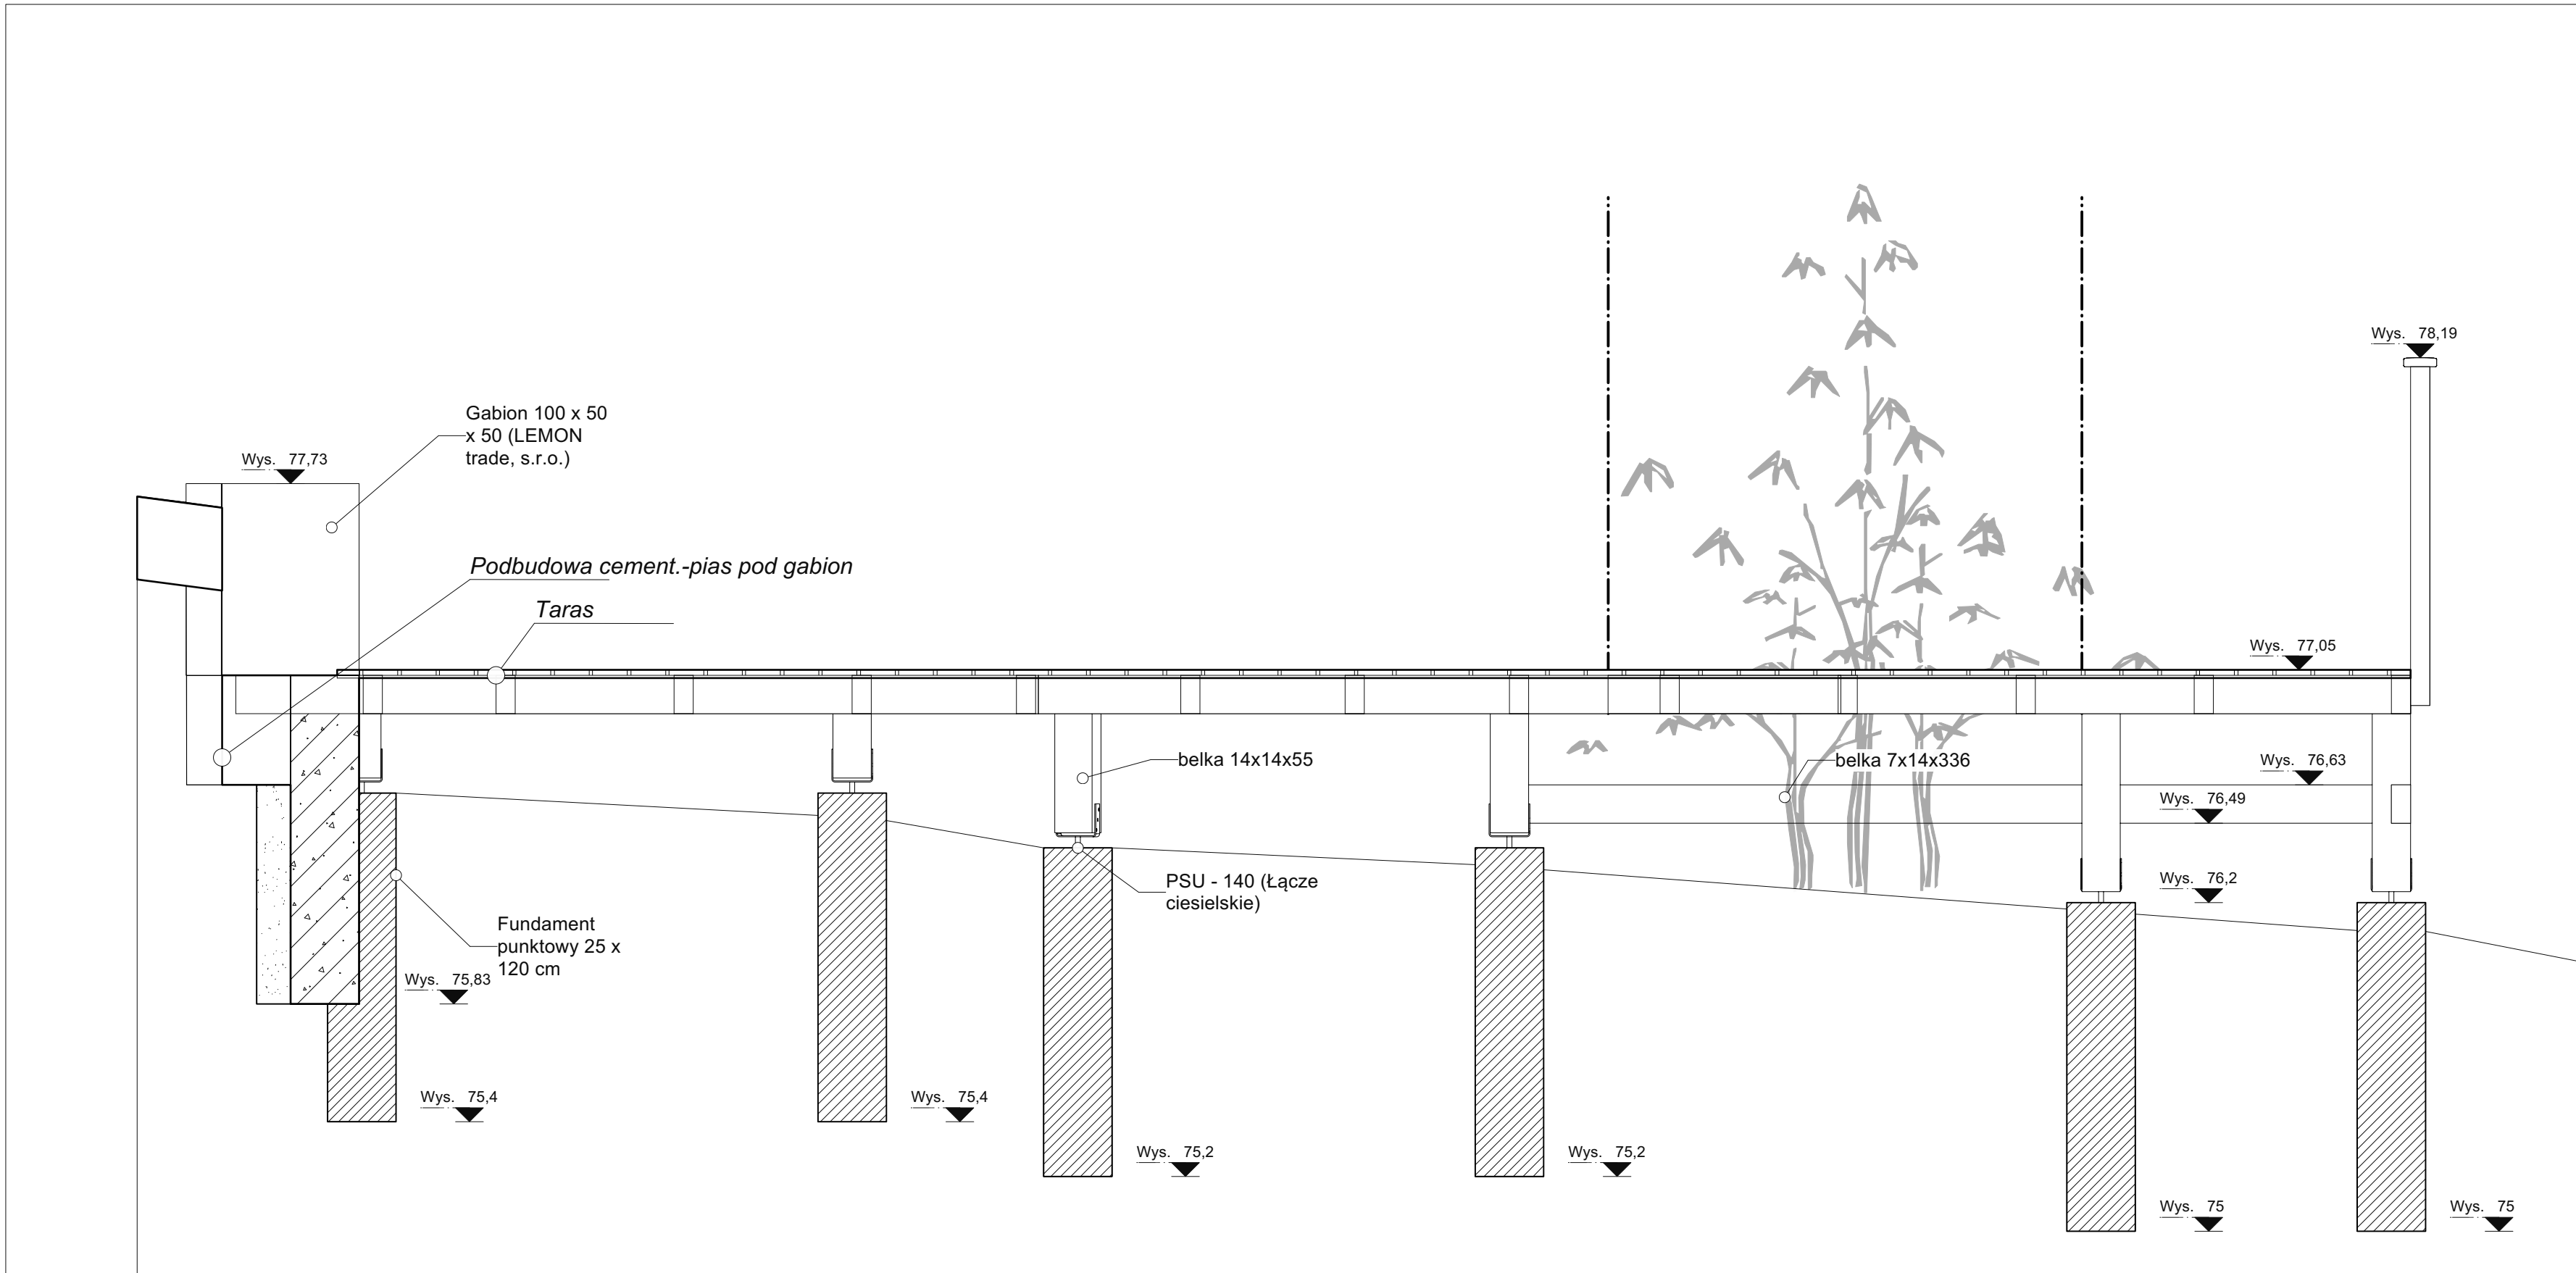 Wys. 78,19
Gabion 100 x 50
x 50 (LEMON
trade, s.r.o.)
Wys. 77,73
Podbudowa cement.-pias pod gabion
Taras
Wys. 77,05
belka 14x14x55
belka 7x14x336
Wys. 76,63
Wys. 76,49
PSU - 140 (Łącze
ciesielskie)
Wys. 76,2
Fundament
punktowy 25 x
120 cm
Wys. 75,83
Wys. 75,4
Wys. 75,4
Wys. 75,2
Wys. 75,2
Wys. 75
Wys. 75